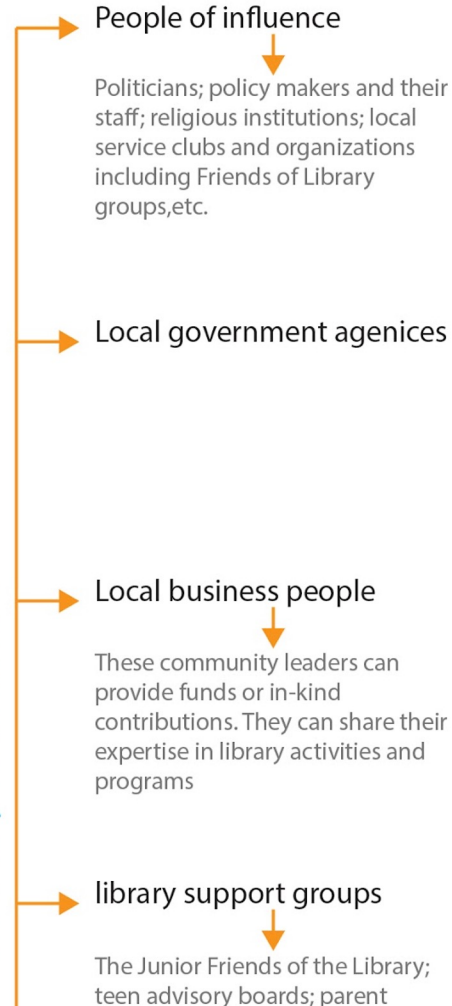 People of influence
Politicians; policy makers and their
staff; religious institutions; local
service clubs and organizations
including Friends of Library
groups,etc.
Local government agenices
Local business people
These community leaders can
provide funds or in-kind
contributions. They can share their
expertise in library activities and
programs
library support groups
The Junior Friends of the Library;
teen advisory boards; parent